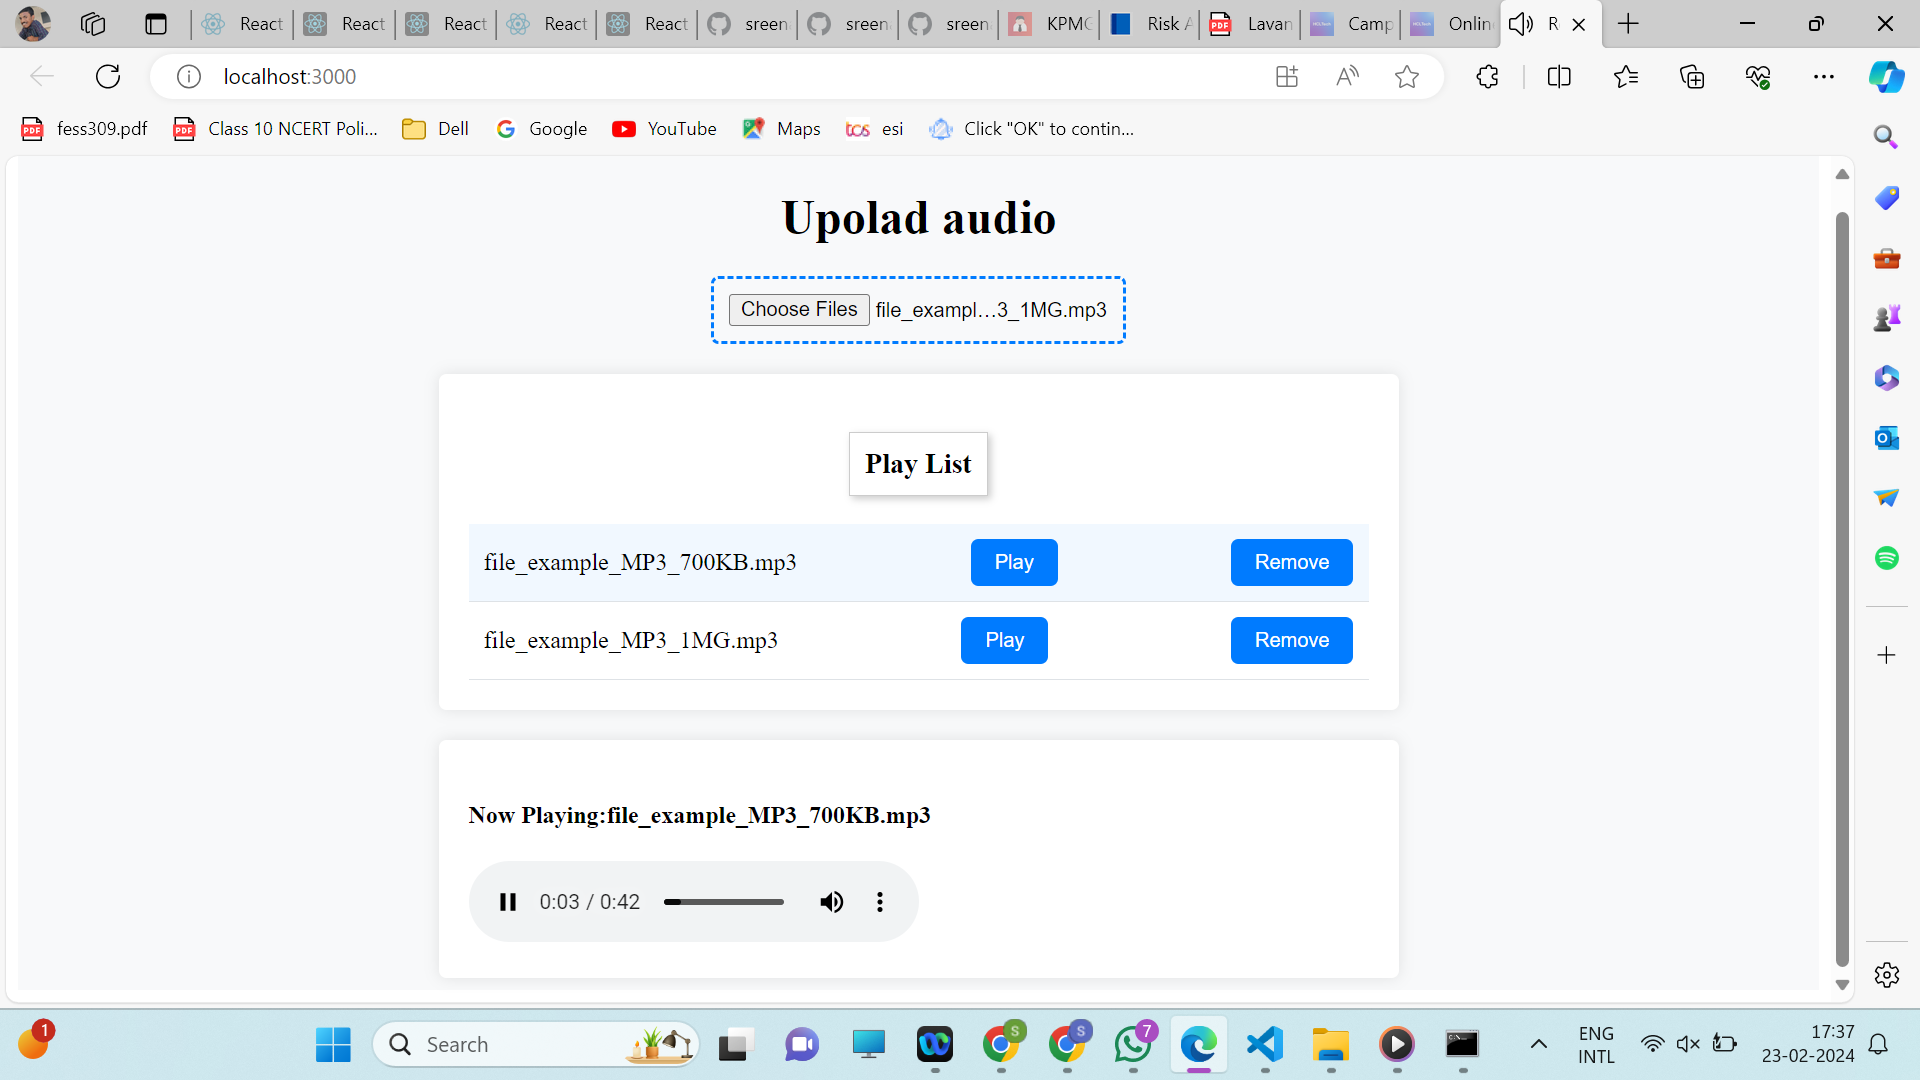 React
React
React
React
React
sreen
sreen
sreen
KPMG
Risk A
Lavan
Camp
Onlin
R
localhost:3000
fess309.pdf
Class 10 NCERT Poli...
Dell
Google
YouTube
Maps
esi
Click "OK" to contin...
Upolad audio
Choose Files file_exampl…3_1MG.mp3
Play List
file_example_MP3_700KB.mp3 Play Remove
file_example_MP3_1MG.mp3 Play Remove
Now Playing:file_example_MP3_700KB.mp3
0:03 / 0:42
1
Search
S
S
7
ENG
INTL
17:37
23-02-2024